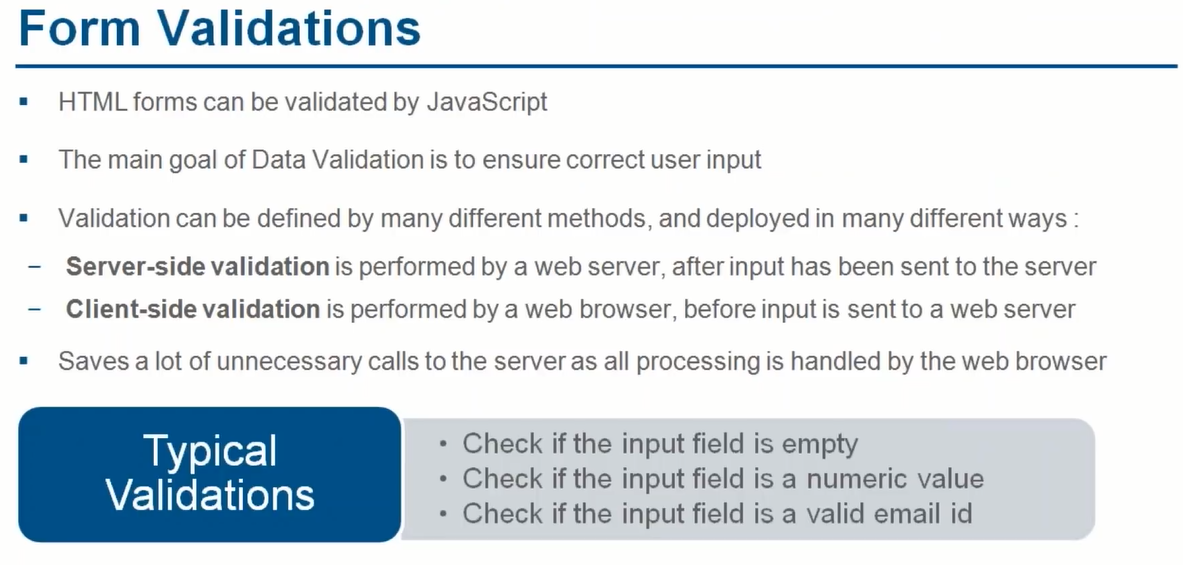 Form Validations
▪ HTML forms can be validated by JavaScript
▪ The main goal of Data Validation is to ensure correct user input
▪ Validation can be defined by many different methods, and deployed in many different ways :
– Server-side validation is performed by a web server, after input has been sent to the server
– Client-side validation is performed by a web browser, before input is sent to a web server
▪ Saves a lot of unnecessary calls to the server as all processing is handled by the web browser
Typical
Validations
• Check if the input field is empty
• Check if the input field is a numeric value
• Check if the input field is a valid email id